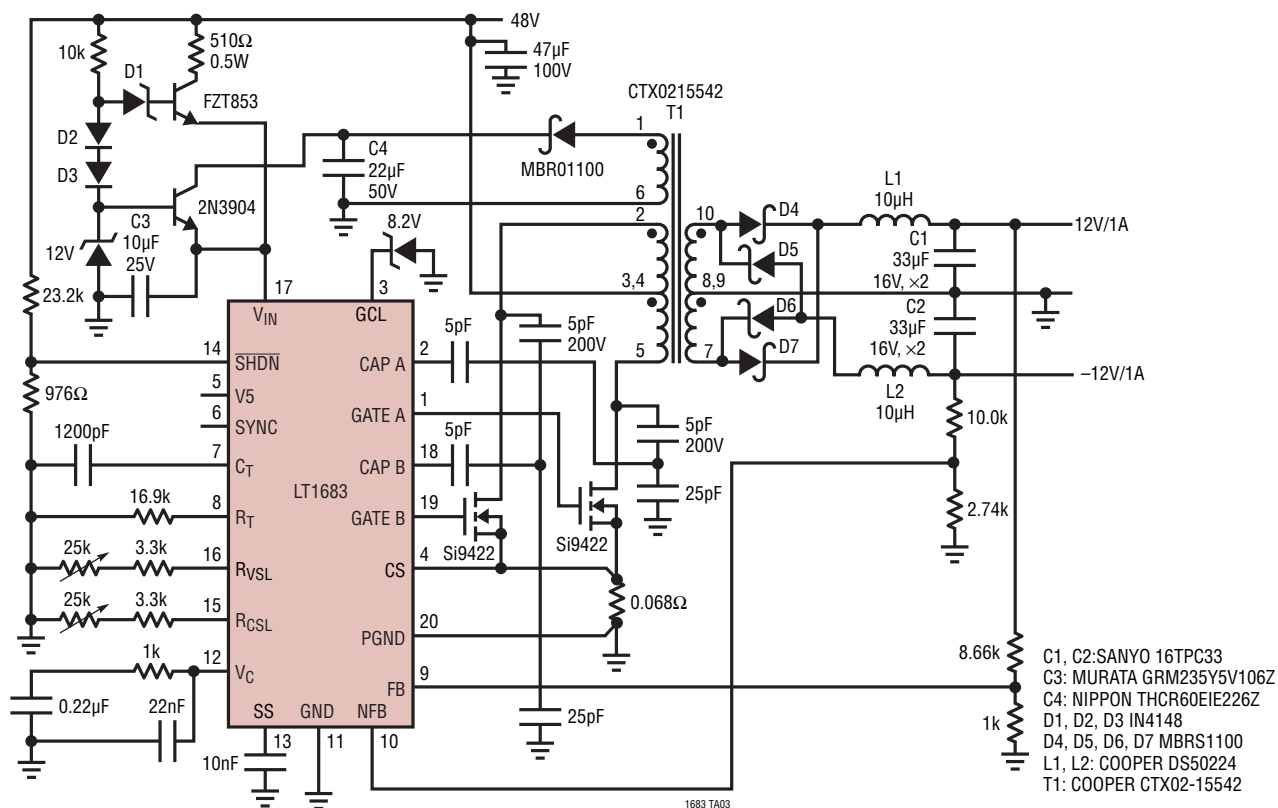 48V
10k
510Ω
0.5W
47µF
100V
D1
FZT853
CTX0215542
T1
D2
D3
MBR01100
1
6
C4
22µF
50V
2N3904
C3
10µF
25V
12V
8.2V
2
3,4
5
10
8,9
7
D4
D5
D6
D7
L1
10µH
12V/1A
C1
33µF
16V, ×2
C2
33µF
16V, ×2
–12V/1A
L2
10µH
23.2k
17
3
VIN
GCL
5pF
5pF
200V
14
SHDN
CAP A
2
976Ω
5
V5
6
SYNC
GATE A
1
1200pF
7
CT
5pF
CAP B
18
5pF
200V
25pF
10.0k
2.74k
LT1683
16.9k
8
RT
GATE B
19
Si9422
Si9422
25k
3.3k
16
RVSL
CS
4
0.068Ω
25k
3.3k
15
RCSL
PGND
20
1k
12
VC
FB
9
8.66k
1k
0.22µF
22nF
SS
GND
NFB
13
11
10
10nF
25pF
C1, C2:SANYO 16TPC33
C3: MURATA GRM235Y5V106Z
C4: NIPPON THCR60EIE226Z
D1, D2, D3 IN4148
D4, D5, D6, D7 MBRS1100
L1, L2: COOPER DS50224
T1: COOPER CTX02-15542
1683 TA03